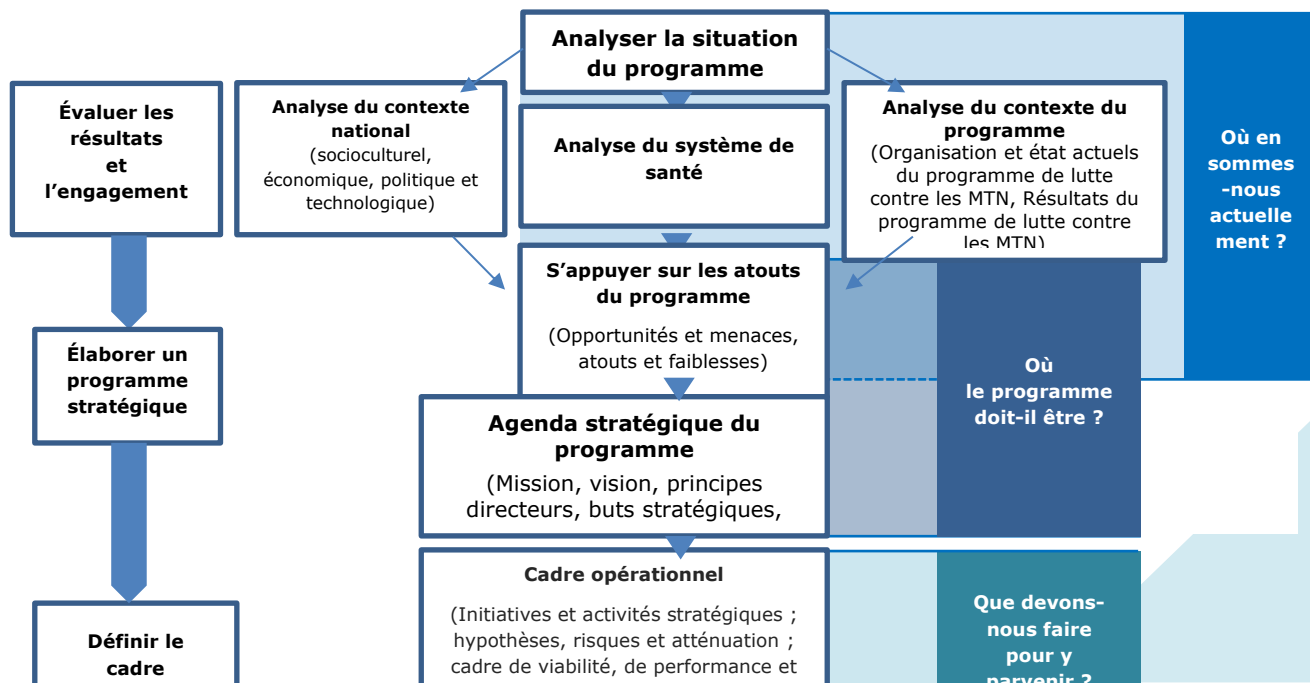 Analyser la situation
du programme
Évaluer les
résultats
et
l'engagement
Analyse du contexte
national
(socioculturel,
économique, politique et
technologique)
Analyse du système de
santé
Analyse du contexte du
programme
(Organisation et état actuels
du programme de lutte
contre les MTN, Résultats du
programme de lutte contre
les MTN)
Où en
sommes
-nous
actuelle
ment ?
S'appuyer sur les atouts
du programme
(Opportunités et menaces,
atouts et faiblesses)
Élaborer un
programme
stratégique
Où
le programme
doit-il être ?
Agenda stratégique du
programme
(Mission, vision, principes
directeurs, buts stratégiques,
Cadre opérationnel
(Initiatives et activités stratégiques ;
hypothèses, risques et atténuation ;
cadre de viabilité, de performance et
Définir le
cadre
Que devons-
nous faire
pour y
parvenir ?